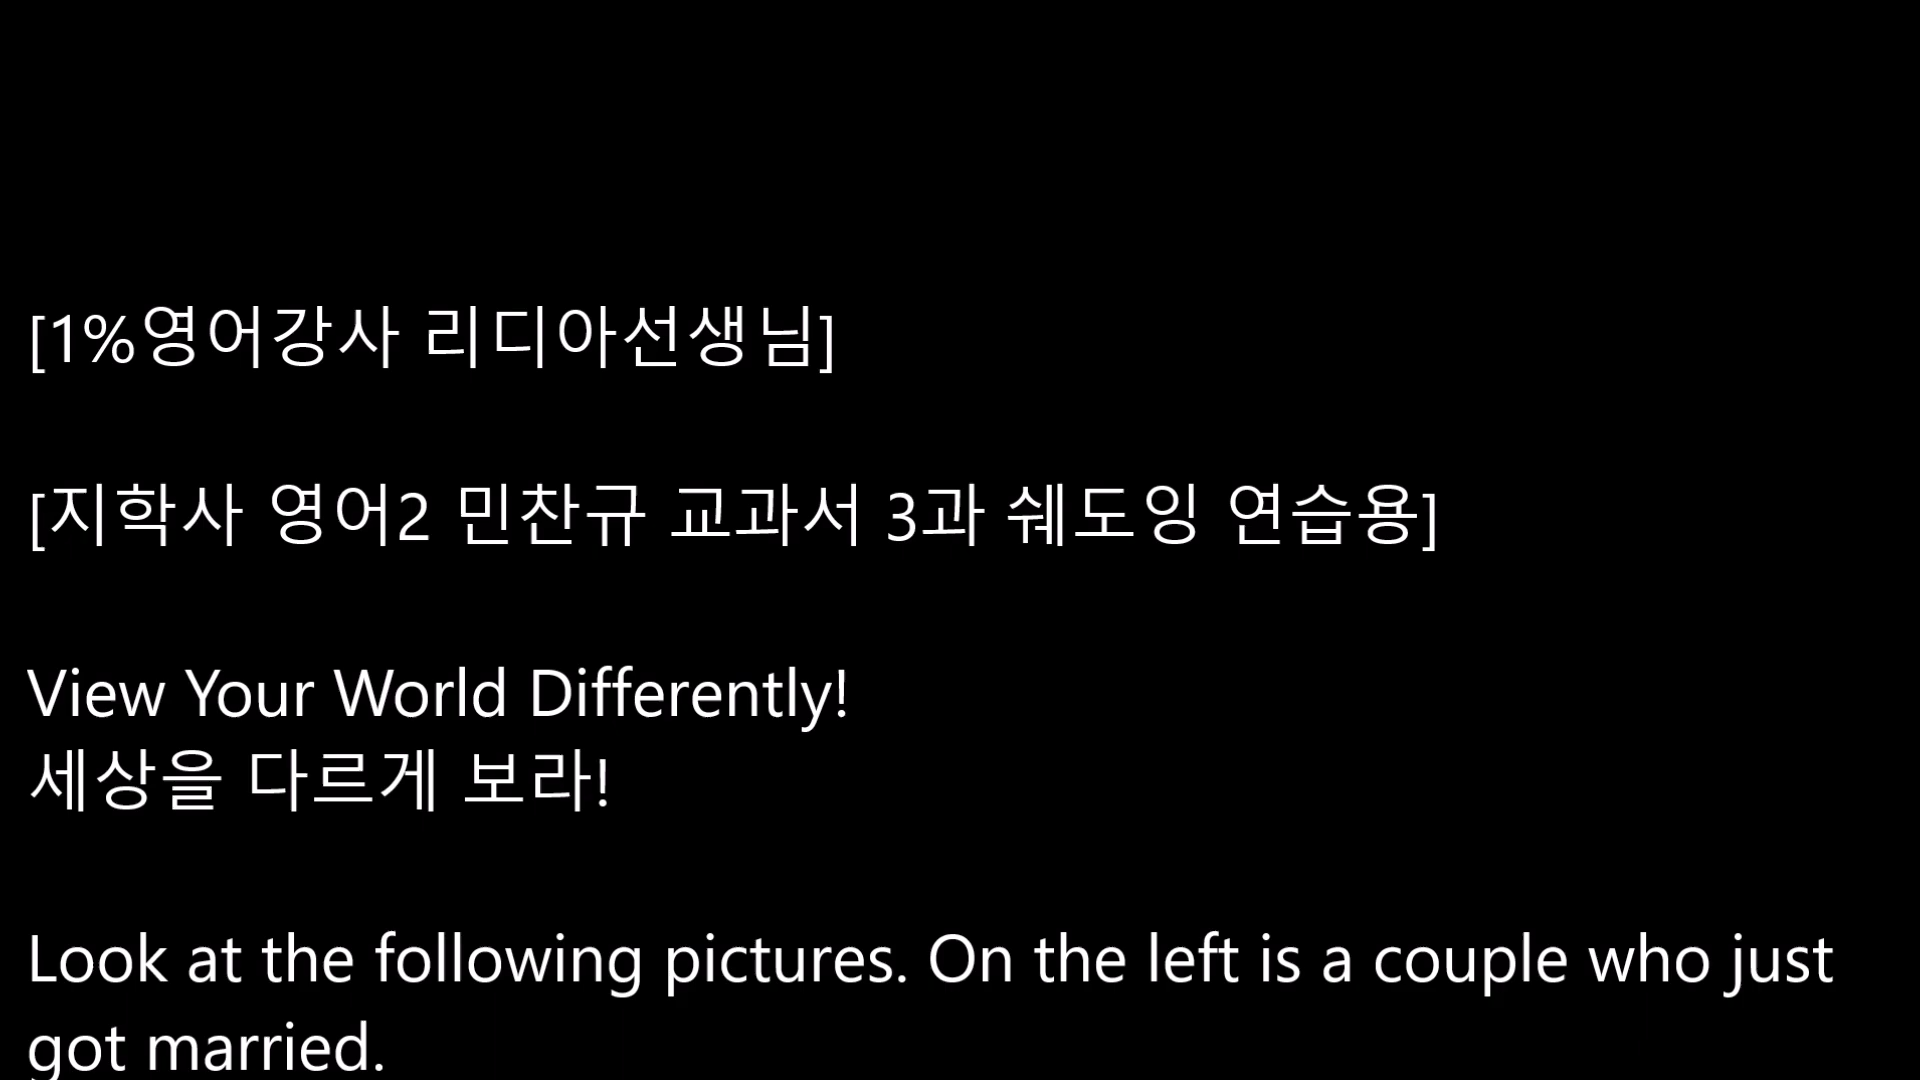 [1%영어강사 리디아선생님]
[지학사 영어2 민찬규 교과서 3과 쉐도잉 연습용]
View Your World Differently!
세상을 다르게 보라!
Look at the following pictures. On the left is a couple who just
got married.